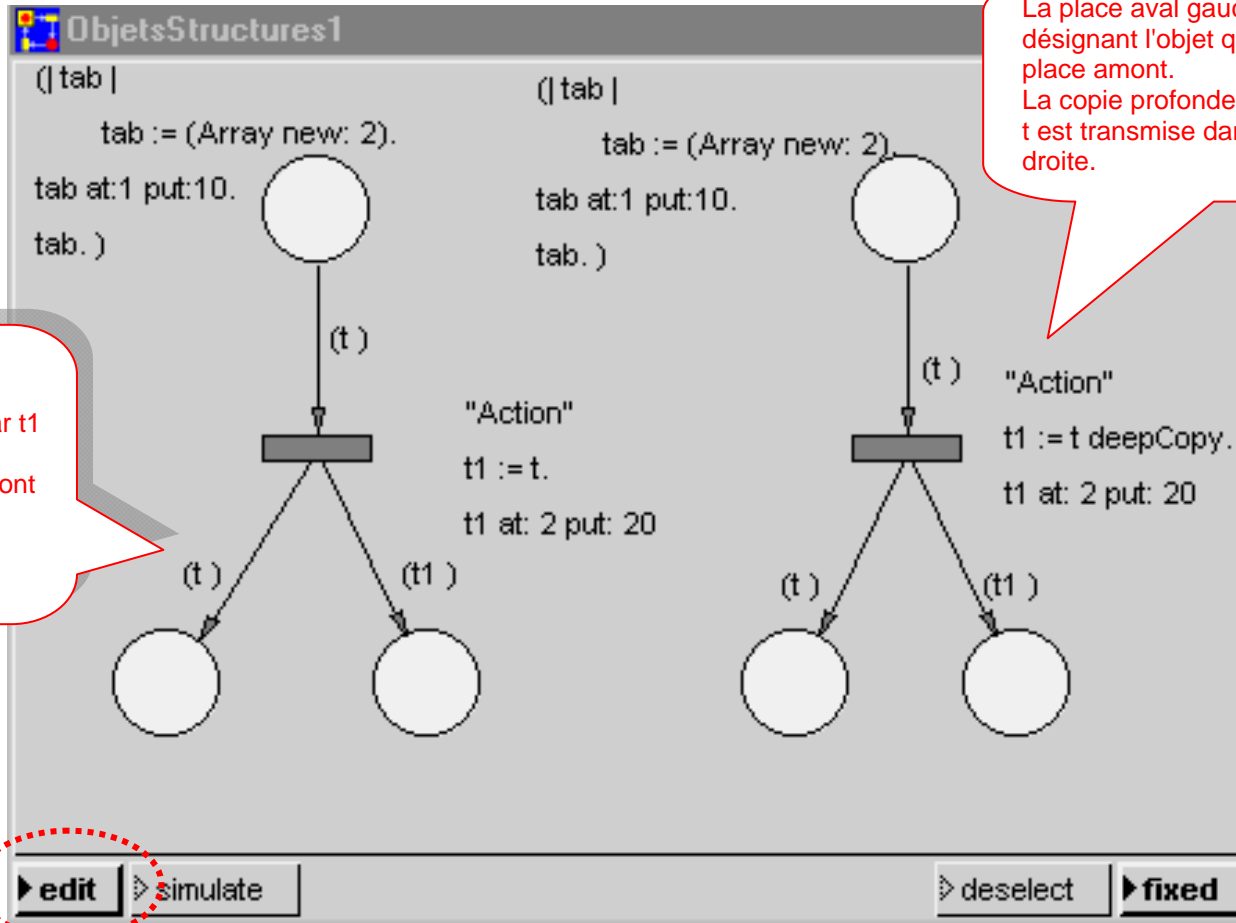 ObjetsStructures1
La place aval
désignant l'objet
place amont.
La copie profonde
t est transmise
droite.
(| tab |
tab := (Array new: 2).
tab at:1 put:10.
tab. )
(| tab |
tab := (Array new: 2).
tab at:1 put:10.
tab. )
(t )
"Action"
t1 := t.
t1 at: 2 put: 20
(t )
(t1 )
(t )
"Action"
t1 := t deepCopy.
t1 at: 2 put: 20
(t )
(t1 )
t1
edit
simulate
deselect
fixed